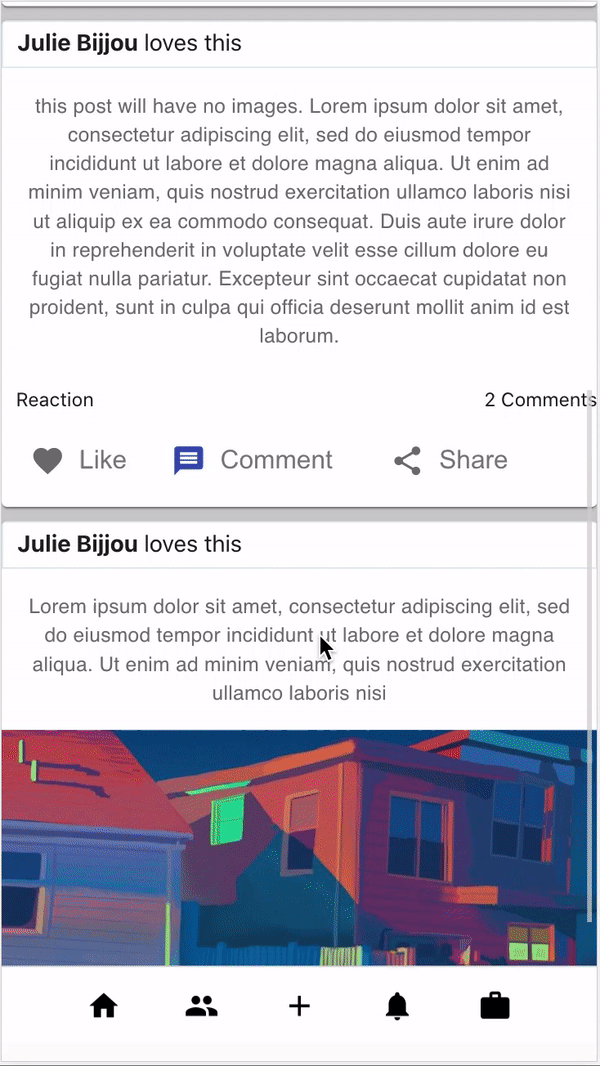 Julie Bijjou loves this
this post will have no images. Lorem ipsum dolor sit amet,
consectetur adipiscing elit, sed do eiusmod tempor
incididunt ut labore et dolore magna aliqua. Ut enim ad
minim veniam, quis nostrud exercitation ullamco laboris nisi
ut aliquip ex ea commodo consequat. Duis aute irure dolor
in reprehenderit in voluptate velit esse cillum dolore eu
fugiat nulla pariatur. Excepteur sint occaecat cupidatat non
proident, sunt in culpa qui officia deserunt mollit anim id est
laborum.
Reaction 2 Comments
Like Comment Share
Julie Bijjou loves this
Lorem ipsum dolor sit amet, consectetur adipiscing elit, sed
do eiusmod tempor incididunt ut labore et dolore magna
aliqua. Ut enim ad minim veniam, quis nostrud exercitation
ullamco laboris nisi